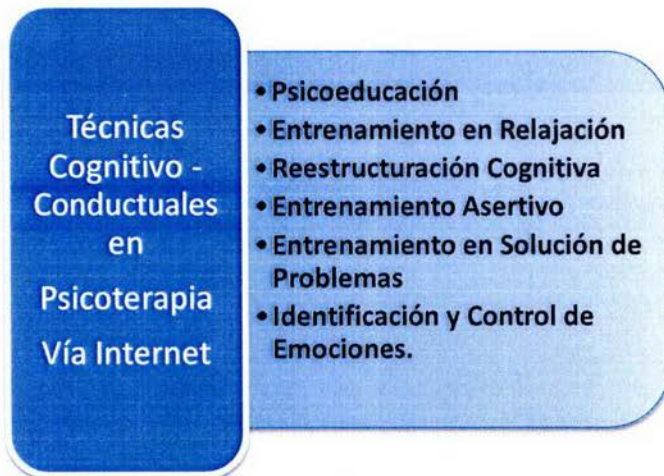 Técnicas
Cognitivo -
Conductuales
en
Psicoterapia
Vía Internet
• Psicoeducación
• Entrenamiento en Relajación
• Reestructuración Cognitiva
• Entrenamiento Asertivo
• Entrenamiento en Solución de
Problemas
• Identificación y Control de
Emociones.